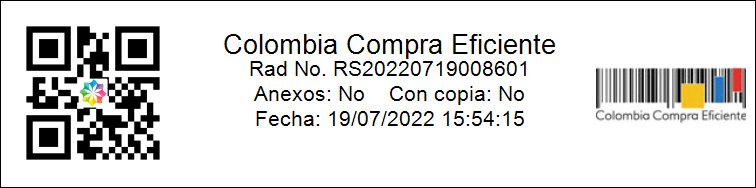 Colombia Compra Eficiente
Rad No. RS20220719008601
Anexos: No    Con copia: No
Fecha: 19/07/2022 15:54:15
Colombia Compra Eficiente